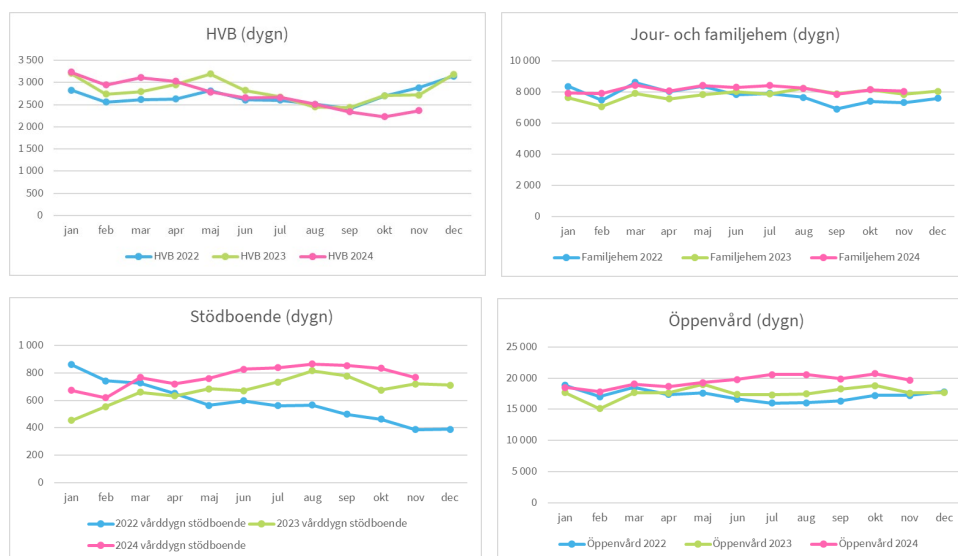 HVB (dygn)
3 500
3 000
2 500
2 000
1 500
1 000
500
0
jan feb mar apr maj jun jul aug sep okt nov dec
HVB 2022 HVB 2023 HVB 2024
Jour- och familjehem (dygn)
10 000
8 000
6 000
4 000
2 000
0
jan feb mar apr maj jun jul aug sep okt nov dec
Familjehem 2022 Familjehem 2023 Familjehem 2024
Stödboende (dygn)
1 000
800
600
400
200
0
jan feb mar apr maj jun jul aug sep okt nov dec
2022 vårddygn stödboende 2023 vårddygn stödboende
2024 vårddygn stödboende
Öppenvård (dygn)
25 000
20 000
15 000
10 000
5 000
0
jan feb mar apr maj jun jul aug sep okt nov dec
Öppenvård 2022 Öppenvård 2023 Öppenvård 2024